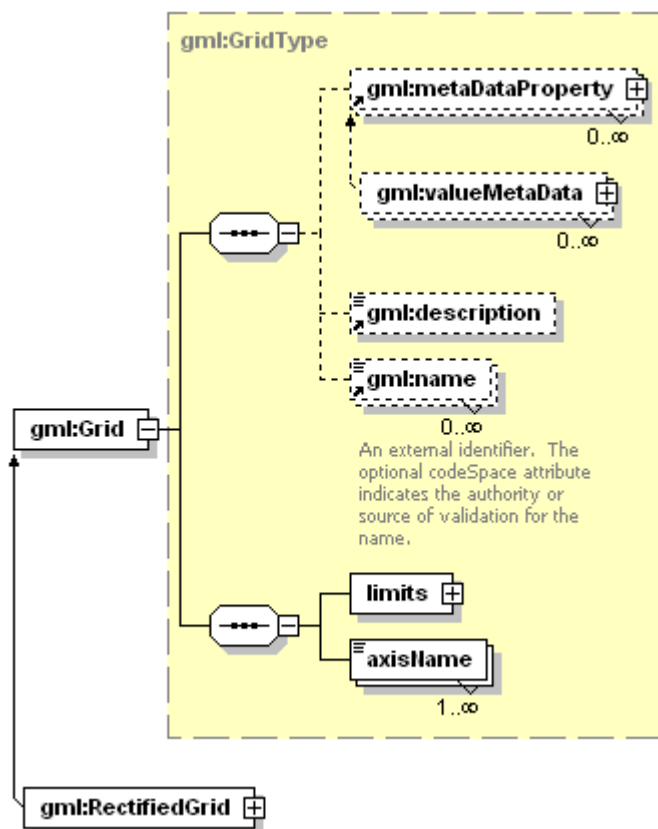 gml:GridType
gml:metaDataProperty
0..∞
gml:valueMetaData
0..∞
gml:description
gml:name
0..∞
An external identifier. The
optional codeSpace attribute
indicates the authority or
source of validation for the
name.
gml:Grid
limits
axisName
1..∞
gml:RectifiedGrid